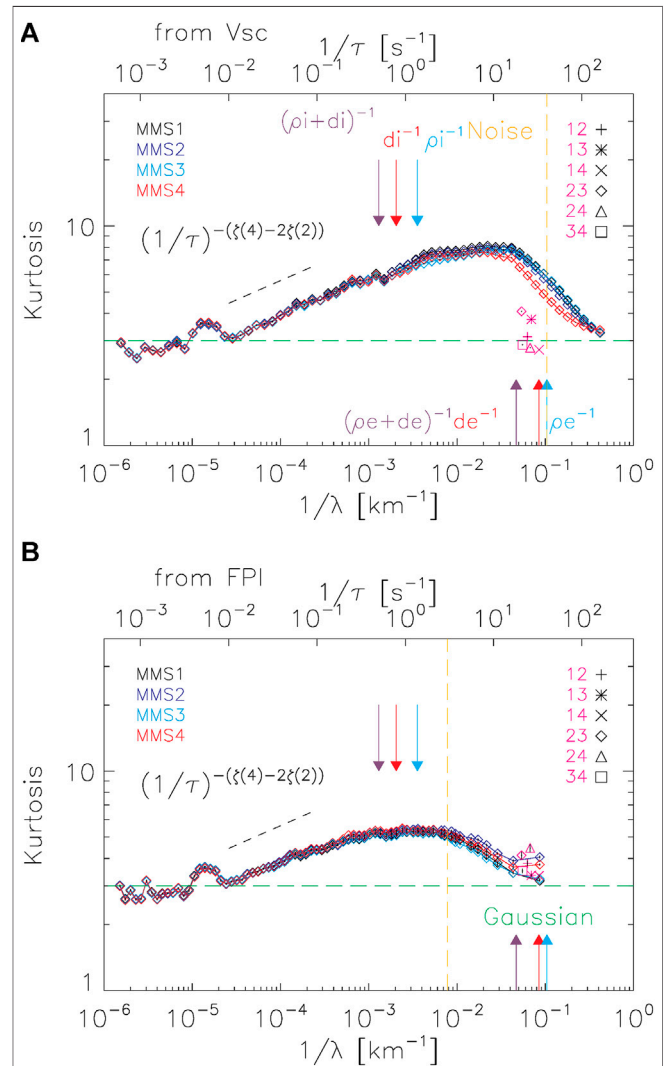 A
from Vsc
1/τ [s⁻¹]
10⁻³ 10⁻² 10⁻¹ 10⁰ 10¹ 10²
(ρi+di)⁻¹
di⁻¹ ρi⁻¹ Noise
MMS1
MMS2
MMS3
MMS4
12 +
13 ✳
14 ×
23 ◇
24 △
34 □
(1/τ)^-(ζ(4)−2ζ(2))
10
1
Kurtosis
(ρe+de)⁻¹ de⁻¹ ρe⁻¹
10⁻⁶ 10⁻⁵ 10⁻⁴ 10⁻³ 10⁻² 10⁻¹ 10⁰
1/λ [km⁻¹]
B
from FPI
1/τ [s⁻¹]
10⁻³ 10⁻² 10⁻¹ 10⁰ 10¹ 10²
MMS1
MMS2
MMS3
MMS4
12 +
13 ✳
14 ×
23 ◇
24 △
34 □
(1/τ)^-(ζ(4)−2ζ(2))
10
1
Kurtosis
Gaussian
10⁻⁶ 10⁻⁵ 10⁻⁴ 10⁻³ 10⁻² 10⁻¹ 10⁰
1/λ [km⁻¹]